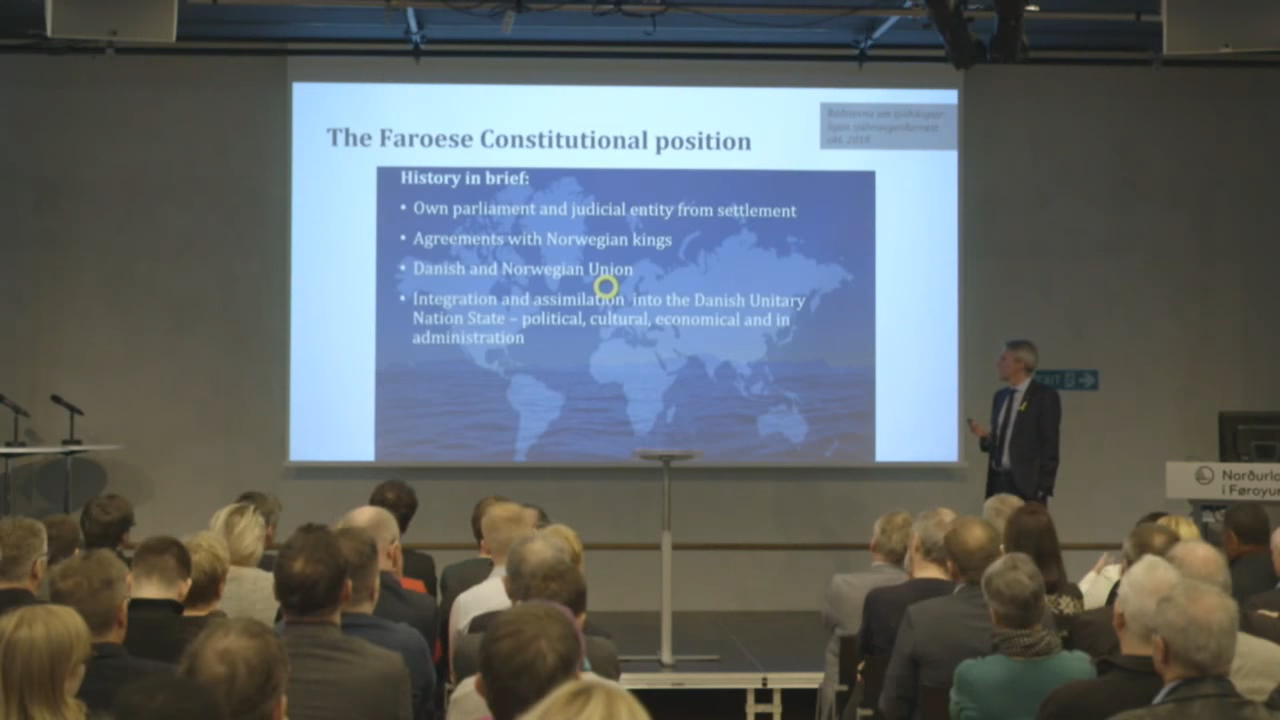 The Faroese Constitutional position
History in brief:
• Own parliament and judicial entity from settlement
• Agreements with Norwegian kings
• Danish and Norwegian Union
• Integration and assimilation into the Danish Unitary
Nation State – political, cultural, economical and in
administration
EXIT
i Føroyu